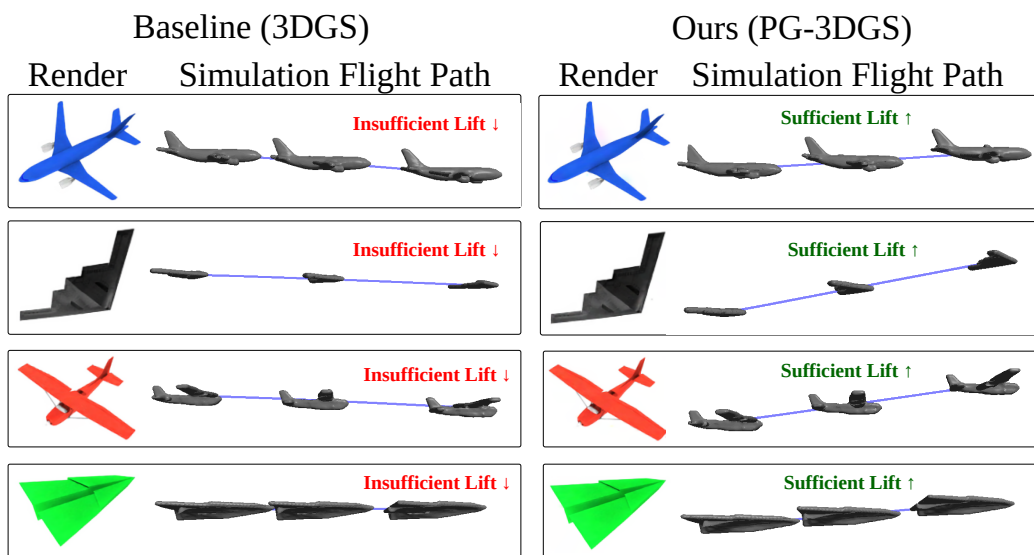 Baseline (3DGS)
Ours (PG-3DGS)
Render
Simulation Flight Path
Render
Simulation Flight Path
Insufficient Lift ↓
Sufficient Lift ↑
Insufficient Lift ↓
Sufficient Lift ↑
Insufficient Lift ↓
Sufficient Lift ↑
Insufficient Lift ↓
Sufficient Lift ↑